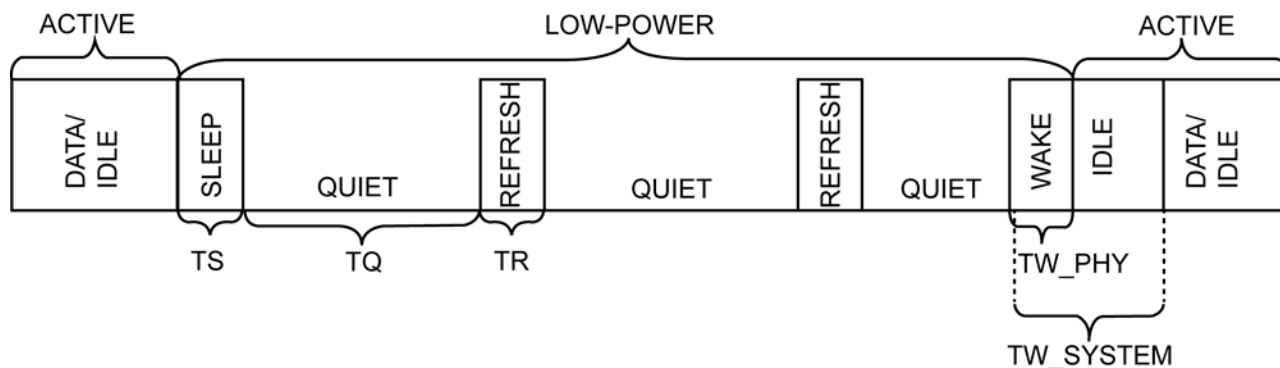 ACTIVE
LOW-POWER
ACTIVE
DATA/
IDLE
SLEEP
QUIET
REFRESH
QUIET
REFRESH
QUIET
WAKE
IDLE
DATA/
IDLE
TS
TQ
TR
TW_PHY
TW_SYSTEM